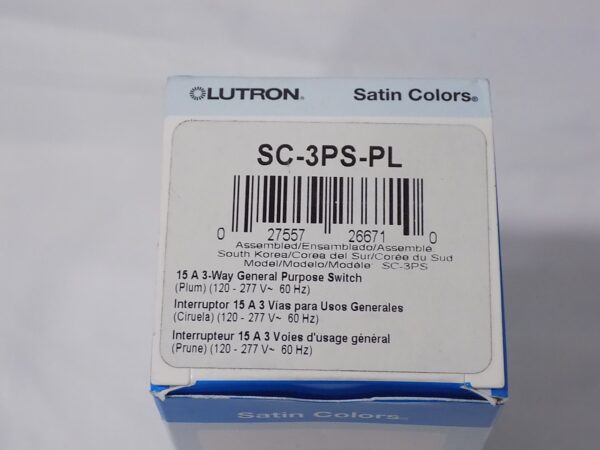 LUTRON® Satin Colors®
SC-3PS-PL
0 27557 26671 0
Assembled/Ensamblado/Assemblé
South Korea/Corea del Sur/Corée du Sud
Model/Modelo/Modèle: SC-3PS
15 A 3-Way General Purpose Switch
(Plum) (120 - 277 V~ 60 Hz)
Interruptor 15 A 3 Vías para Usos Generales
(Ciruela) (120 - 277 V~ 60 Hz)
Interrupteur 15 A 3 Voies d'usage général
(Prune) (120 - 277 V~ 60 Hz)
Satin Colors®